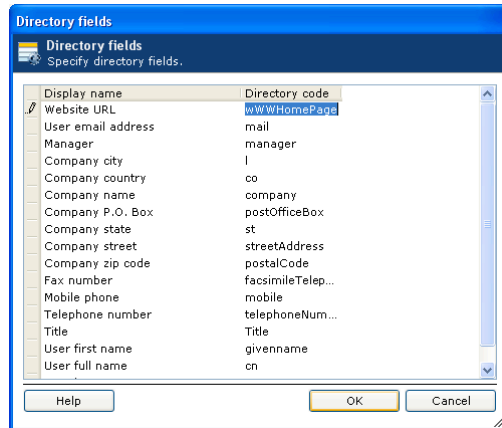 Directory fields
Directory fields
Specify directory fields.
Display name Directory code
Website URL wWWHomePage
User email address mail
Manager manager
Company city l
Company country co
Company name company
Company P.O. Box postOfficeBox
Company state st
Company street streetAddress
Company zip code postalCode
Fax number facsimileTelep...
Mobile phone mobile
Telephone number telephoneNum...
Title Title
User first name givenname
User full name cn
Help OK Cancel